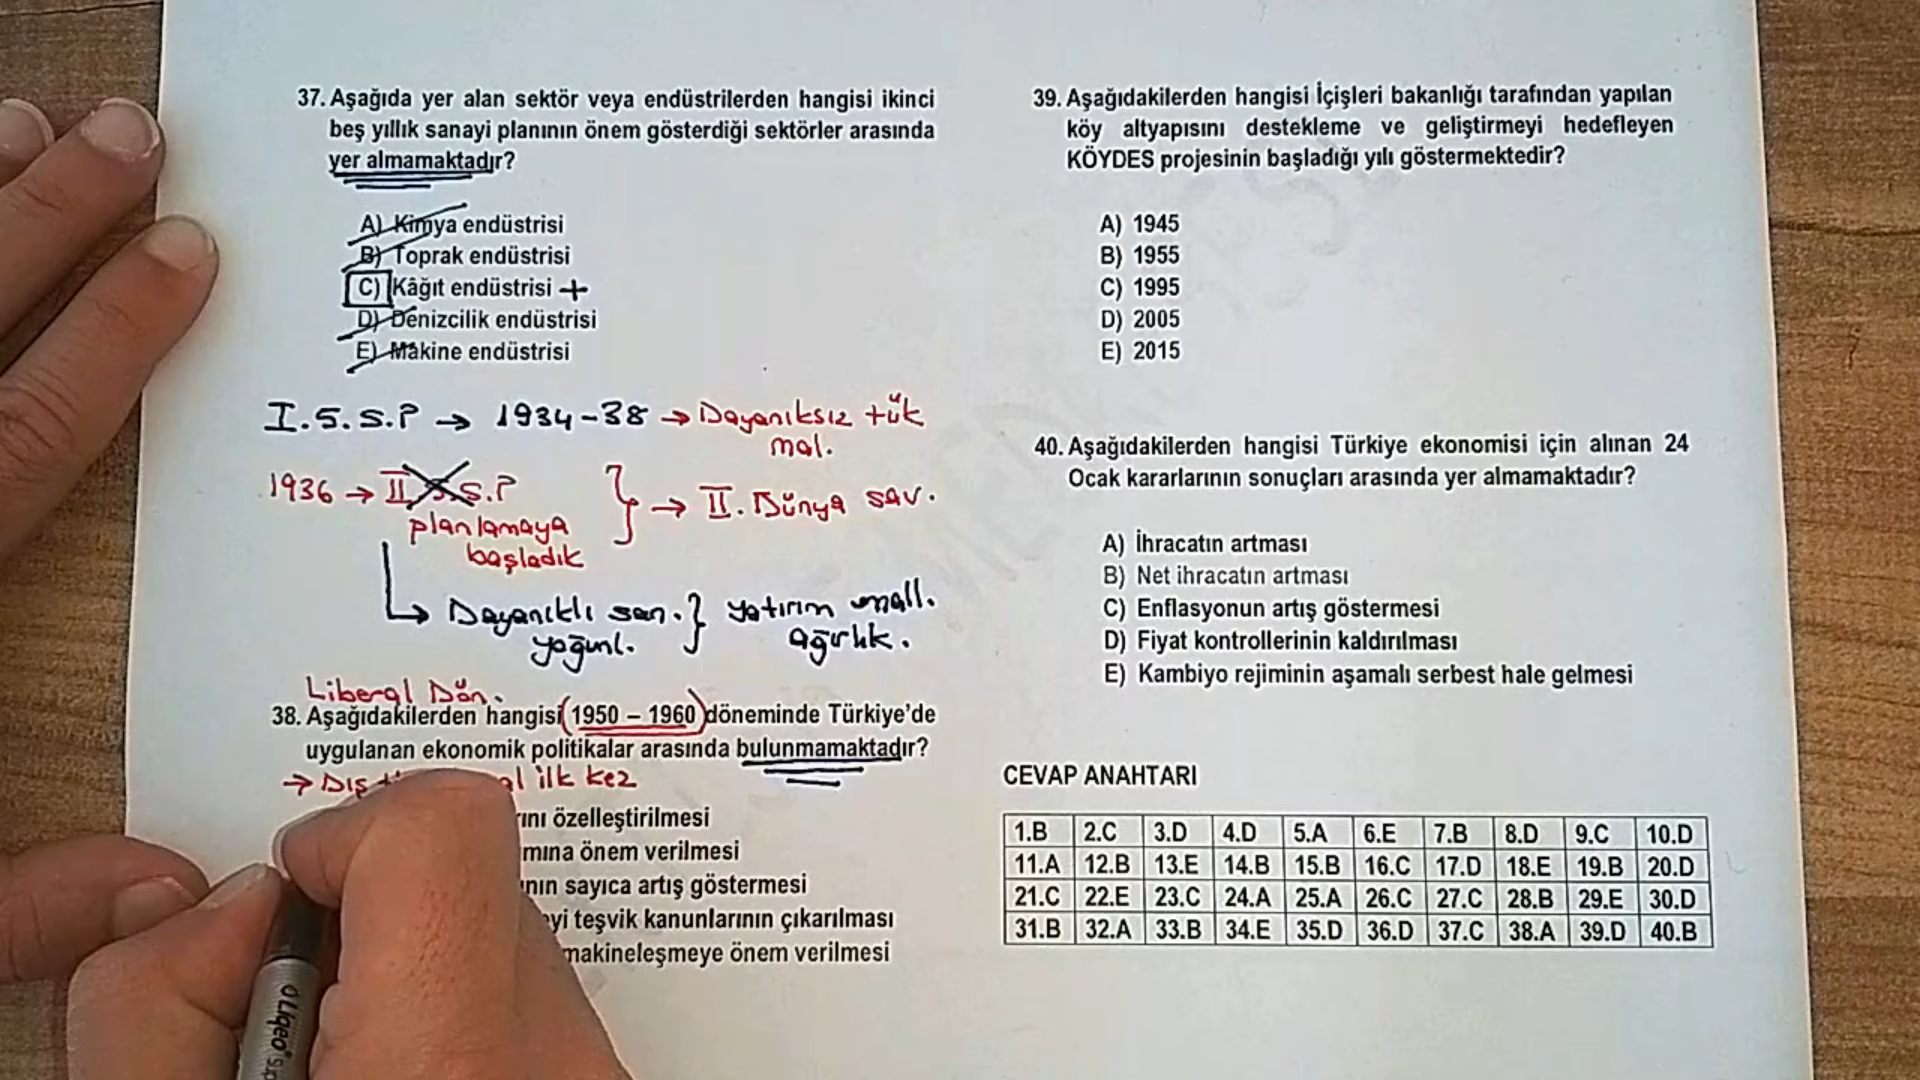 37. Aşağıda yer alan sektör veya endüstrilerden hangisi ikinci
beş yıllık sanayi planının önem gösterdiği sektörler arasında
yer almamaktadır?
A) Kimya endüstrisi
B) Toprak endüstrisi
C) Kâğıt endüstrisi +
D) Denizcilik endüstrisi
E) Makine endüstrisi
I.S.S.P → 1934-38 → Dayanıksız tük
mal.
1936 → II.S.S.P
planlamaya
başladık
→ II. Dünya sav.
Dayanıklı san. yatırım mall.
yoğunl. ağırlık.
Liberal Dön.
38. Aşağıdakilerden hangisi (1950 – 1960) döneminde Türkiye'de
uygulanan ekonomik politikalar arasında bulunmamaktadır?
→ Dış ilk kez
özelleştirilmesi
önem verilmesi
sayıca artış göstermesi
teşvik kanunlarının çıkarılması
makineleşmeye önem verilmesi
OLigeo
39. Aşağıdakilerden hangisi İçişleri bakanlığı tarafından yapılan
köy altyapısını destekleme ve geliştirmeyi hedefleyen
KÖYDES projesinin başladığı yılı göstermektedir?
A) 1945
B) 1955
C) 1995
D) 2005
E) 2015
40. Aşağıdakilerden hangisi Türkiye ekonomisi için alınan 24
Ocak kararlarının sonuçları arasında yer almamaktadır?
A) İhracatın artması
B) Net ihracatın artması
C) Enflasyonun artış göstermesi
D) Fiyat kontrollerinin kaldırılması
E) Kambiyo rejiminin aşamalı serbest hale gelmesi
CEVAP ANAHTARI
1.B 2.C 3.D 4.D 5.A 6.E 7.B 8.D 9.C 10.D
11.A 12.B 13.E 14.B 15.B 16.C 17.D 18.E 19.B 20.D
21.C 22.E 23.C 24.A 25.A 26.C 27.C 28.B 29.E 30.D
31.B 32.A 33.B 34.E 35.D 36.D 37.C 38.A 39.D 40.B